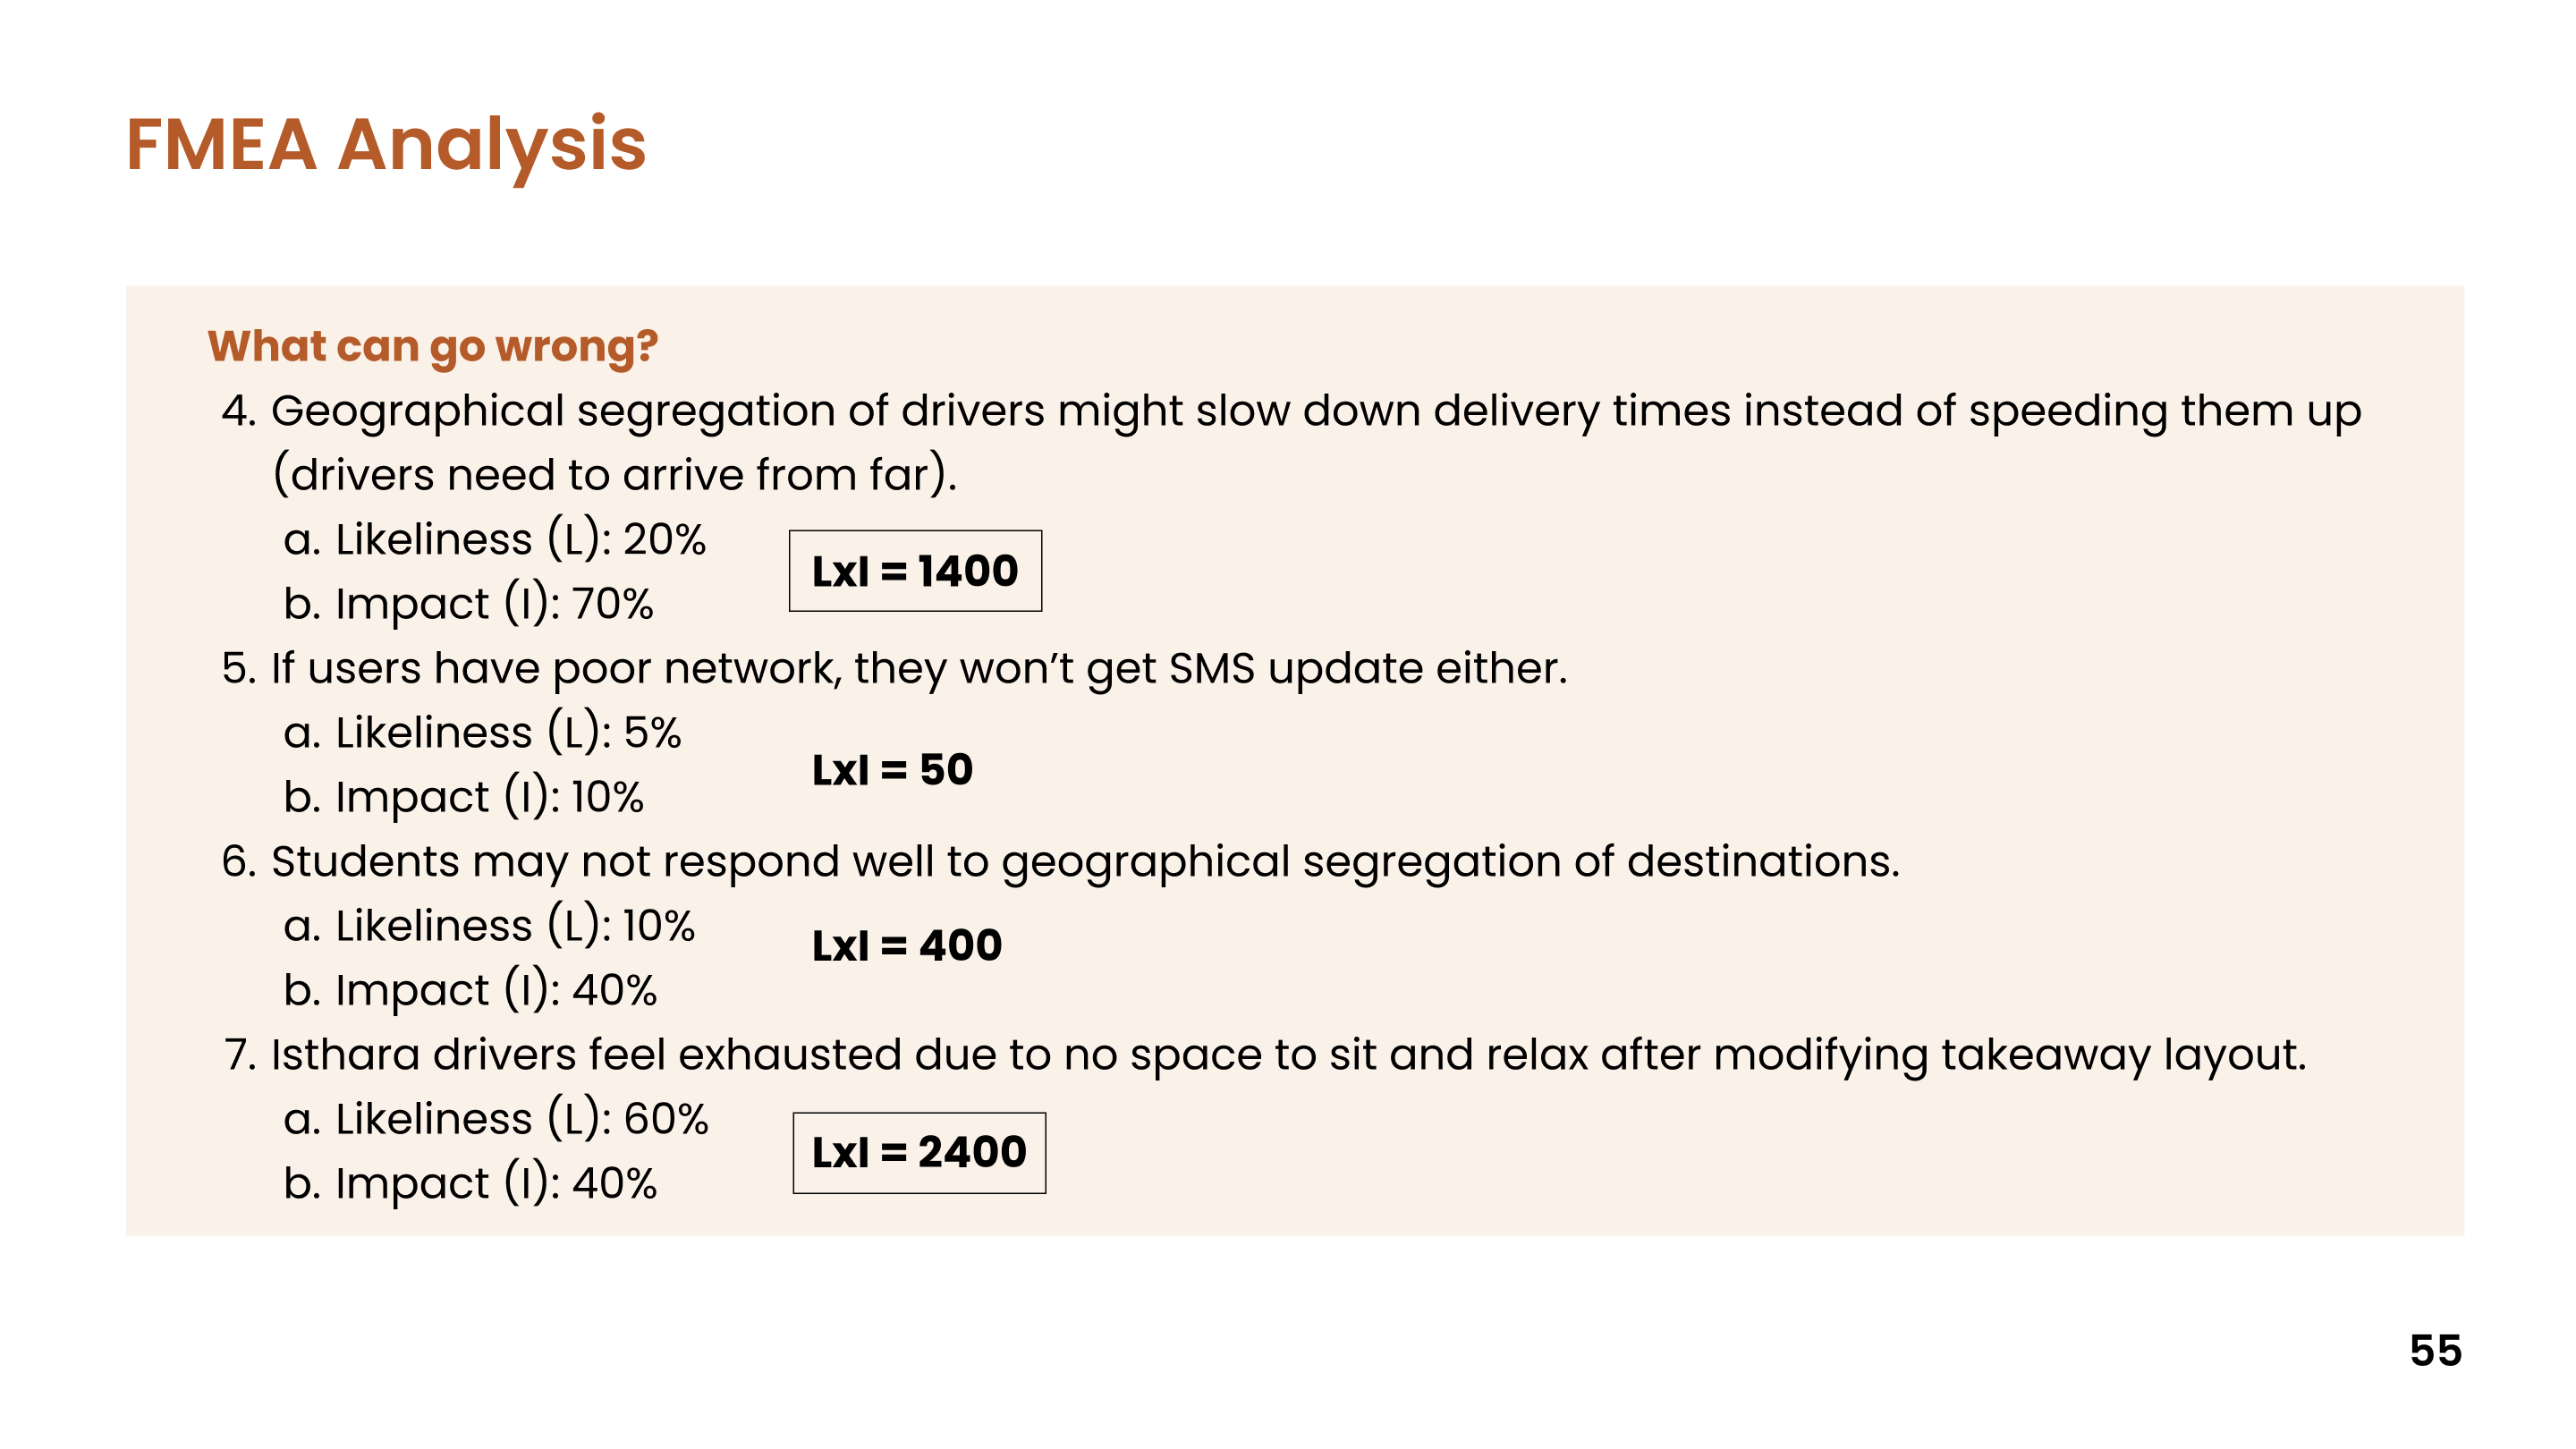 FMEA Analysis
What can go wrong?
4. Geographical segregation of drivers might slow down delivery times instead of speeding them up
(drivers need to arrive from far).
a. Likeliness (L): 20%
LxI = 1400
b. Impact (I): 70%
5. If users have poor network, they won’t get SMS update either.
a. Likeliness (L): 5%
LxI = 50
b. Impact (I): 10%
6. Students may not respond well to geographical segregation of destinations.
a. Likeliness (L): 10%
LxI = 400
b. Impact (I): 40%
7. Isthara drivers feel exhausted due to no space to sit and relax after modifying takeaway layout.
a. Likeliness (L): 60%
LxI = 2400
b. Impact (I): 40%
55